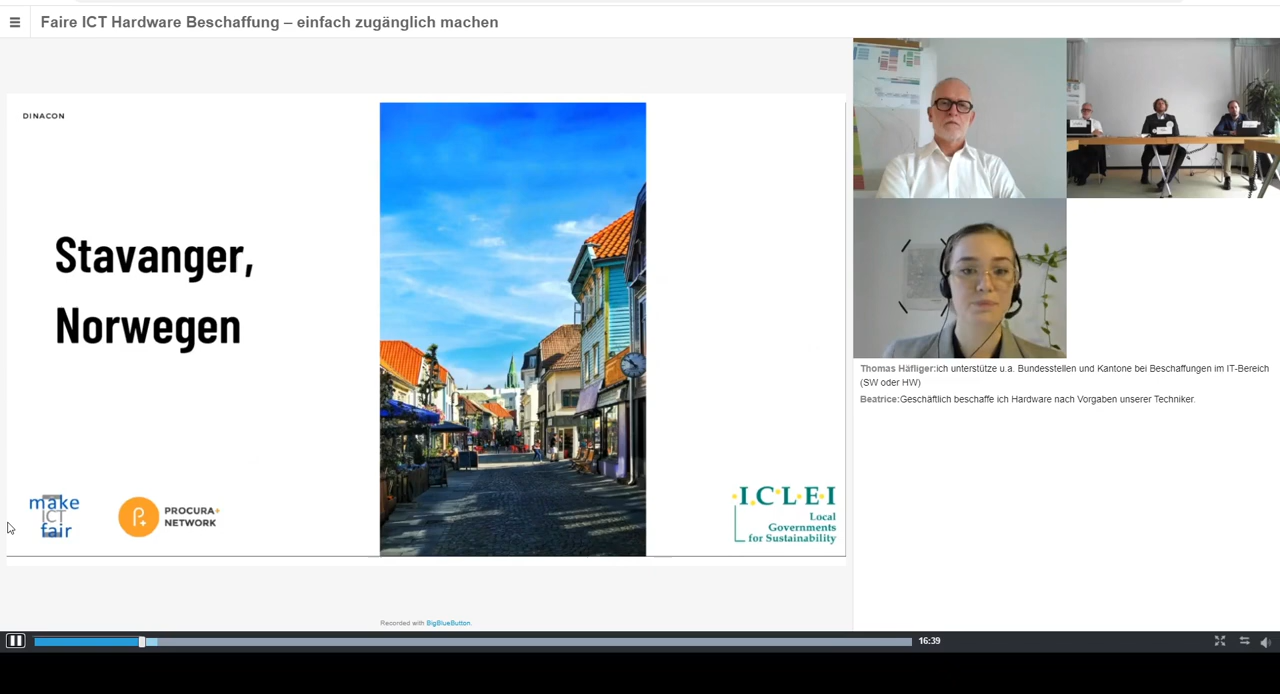 Faire ICT Hardware Beschaffung – einfach zugänglich machen
DINACON
Stavanger,
Norwegen
make
ICT
fair
PROCURA+
NETWORK
I.C.L.E.I
Local
Governments
for Sustainability
Thomas Häfliger:ich unterstütze u.a. Bundesstellen und Kantone bei Beschaffungen im IT-Bereich
(SW oder HW)
Beatrice:Geschäftlich beschaffe ich Hardware nach Vorgaben unserer Techniker.
Recorded with BigBlueButton.
16:39